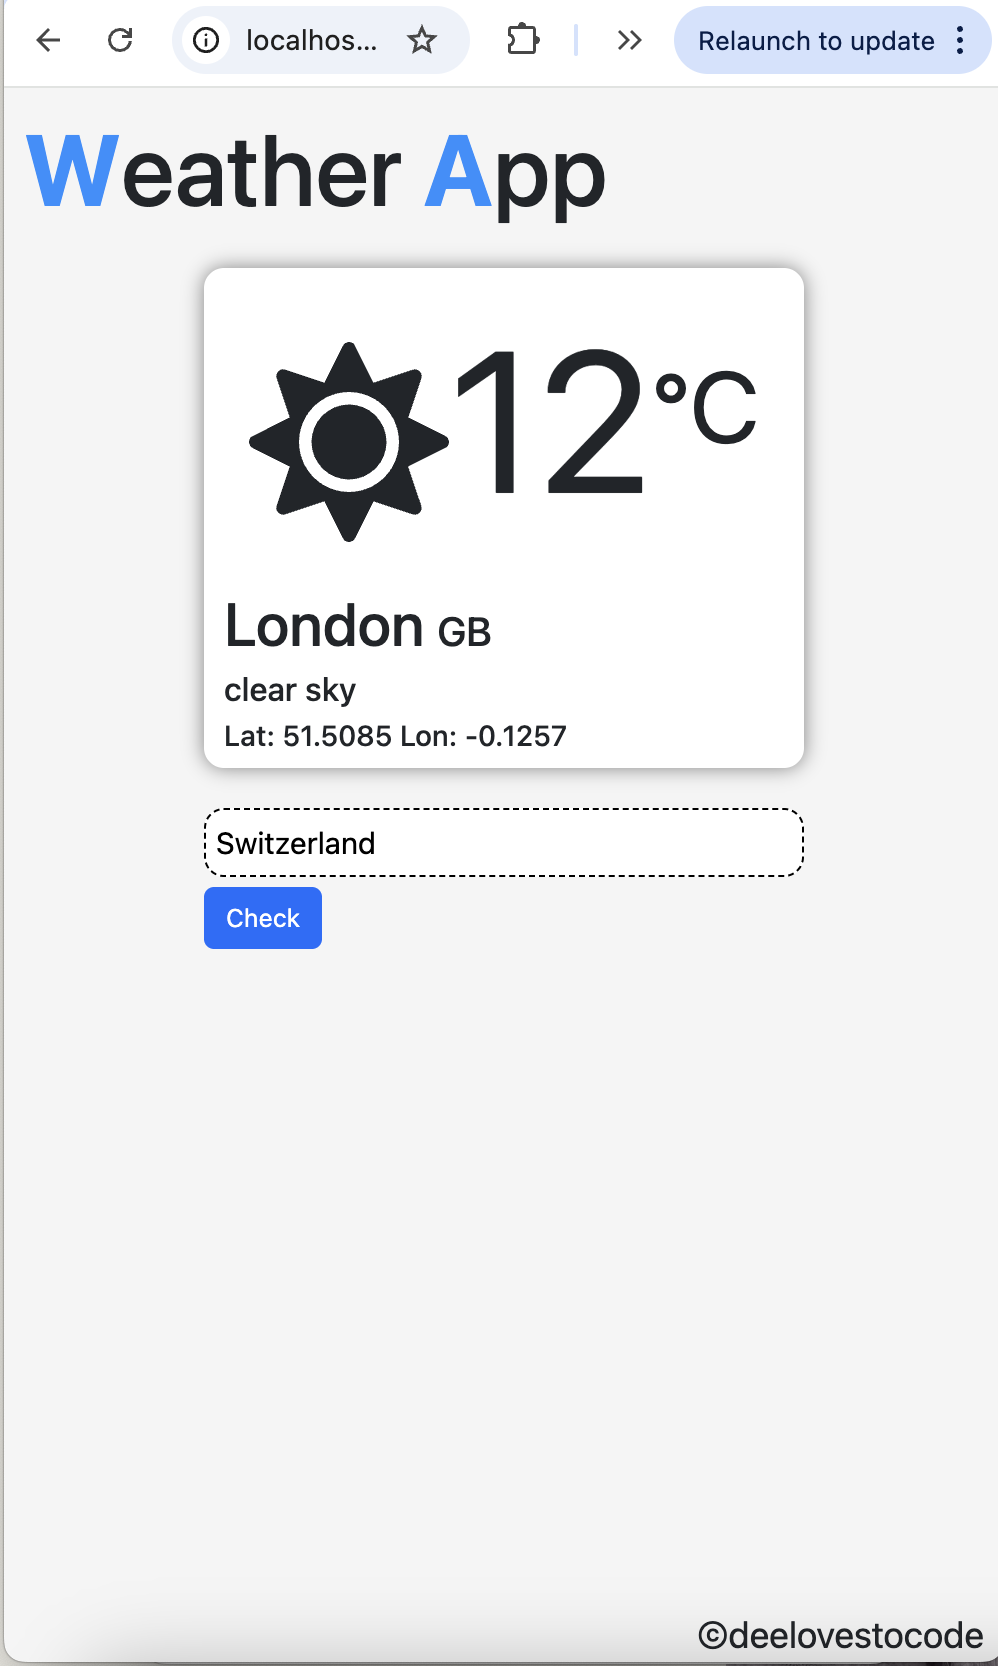 localhos...
Relaunch to update
Weather App
12°C
London GB
clear sky
Lat: 51.5085 Lon: -0.1257
Switzerland
Check
©deelovestocode